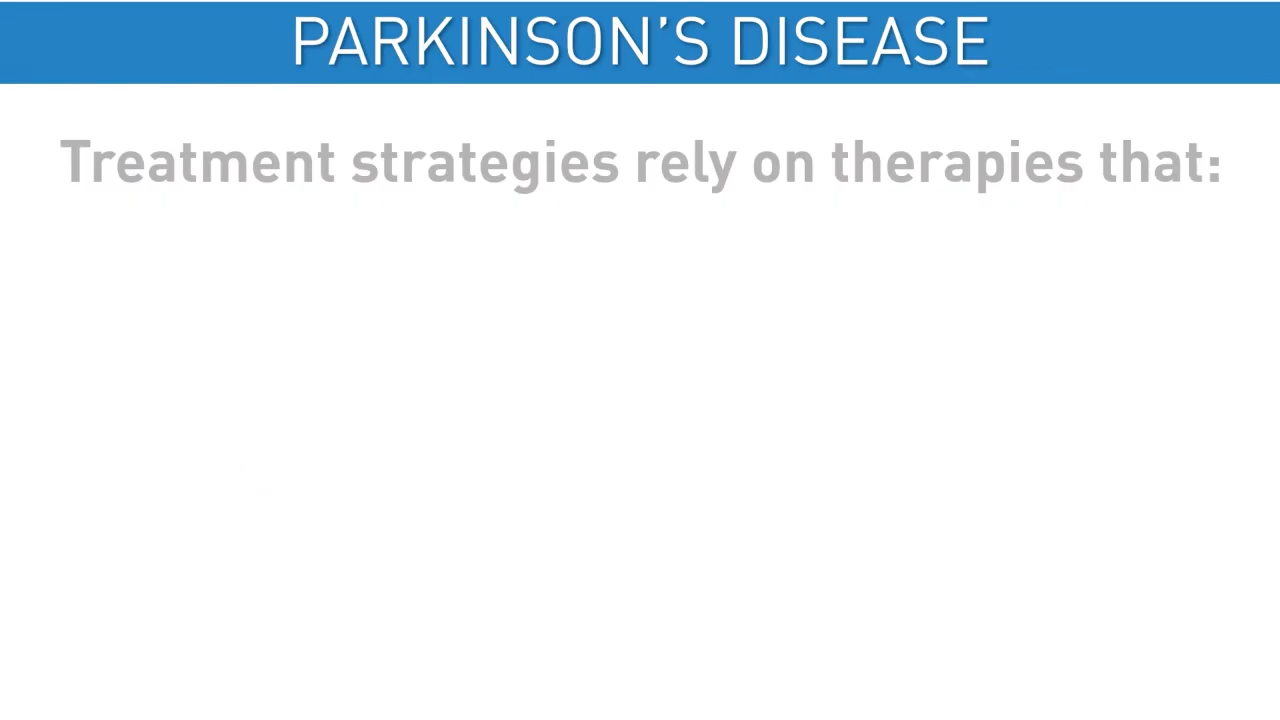 PARKINSON’S DISEASE
Treatment strategies rely on therapies that: